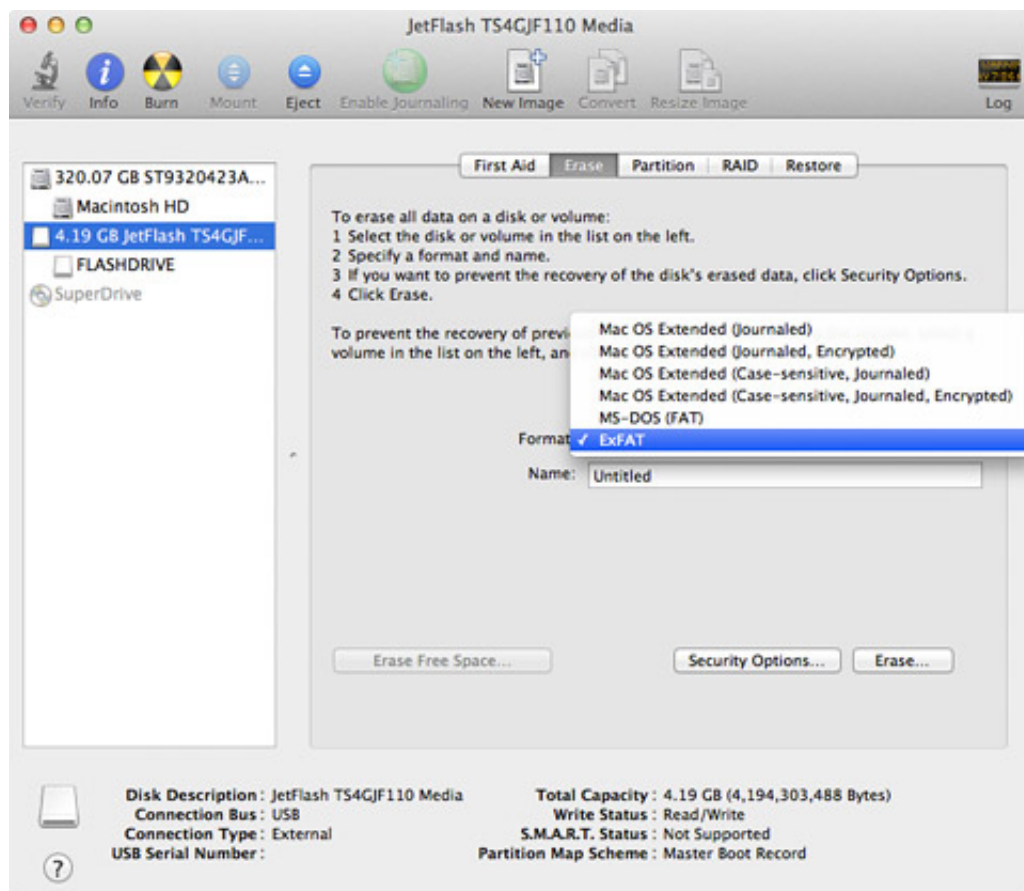 JetFlash TS4GJF110 Media
Verify Info Burn Mount Eject Enable Journaling New Image Convert Resize Image Log
First Aid Erase Partition RAID Restore
320.07 GB ST9320423A...
Macintosh HD
4.19 GB JetFlash TS4GJF...
FLASHDRIVE
SuperDrive
To erase all data on a disk or volume:
1 Select the disk or volume in the list on the left.
2 Specify a format and name.
3 If you want to prevent the recovery of the disk's erased data, click Security Options.
4 Click Erase.
To prevent the recovery of previ
volume in the list on the left, an
Mac OS Extended (Journaled)
Mac OS Extended (Journaled, Encrypted)
Mac OS Extended (Case-sensitive, Journaled)
Mac OS Extended (Case-sensitive, Journaled, Encrypted)
MS-DOS (FAT)
Format ✓ ExFAT
Name: Untitled
Erase Free Space... Security Options... Erase...
Disk Description : JetFlash TS4GJF110 Media
Connection Bus : USB
Connection Type : External
USB Serial Number :
Total Capacity : 4.19 GB (4,194,303,488 Bytes)
Write Status : Read/Write
S.M.A.R.T. Status : Not Supported
Partition Map Scheme : Master Boot Record
?